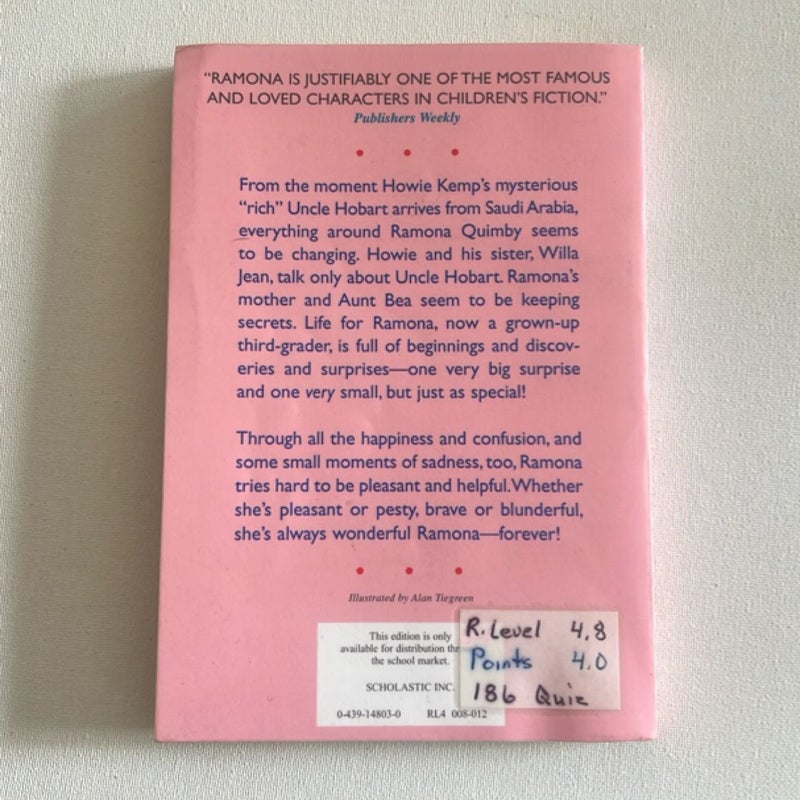 “RAMONA IS JUSTIFIABLY ONE OF THE MOST FAMOUS
AND LOVED CHARACTERS IN CHILDREN’S FICTION.”
Publishers Weekly
• • •
From the moment Howie Kemp’s mysterious
“rich” Uncle Hobart arrives from Saudi Arabia,
everything around Ramona Quimby seems
to be changing. Howie and his sister, Willa
Jean, talk only about Uncle Hobart. Ramona’s
mother and Aunt Bea seem to be keeping
secrets. Life for Ramona, now a grown-up
third-grader, is full of beginnings and discov-
eries and surprises—one very big surprise
and one very small, but just as special!
Through all the happiness and confusion, and
some small moments of sadness, too, Ramona
tries hard to be pleasant and helpful. Whether
she’s pleasant or pesty, brave or blunderful,
she’s always wonderful Ramona—forever!
• • •
Illustrated by Alan Tiegreen
This edition is only
available for distribution
the school market.
SCHOLASTIC INC.
0-439-14803-0 RL4 008-012
R. Level 4.8
Points 4.0
186 Quiz